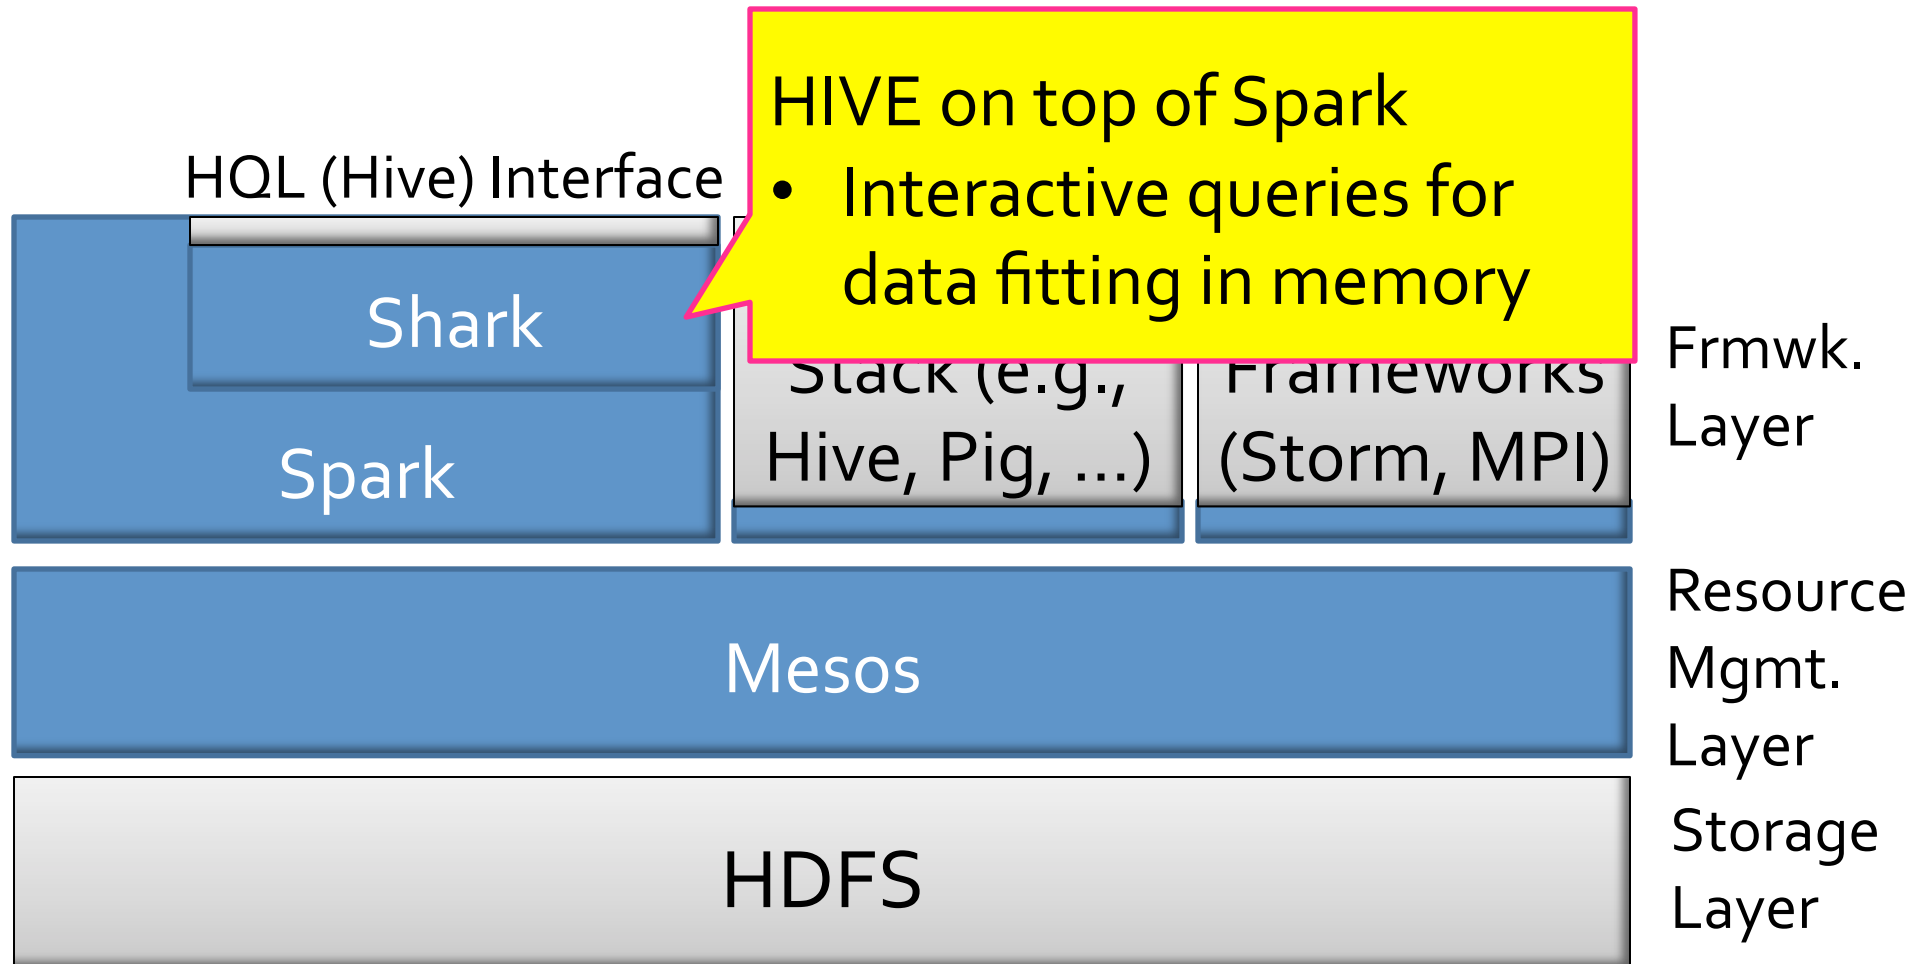 HIVE on top of Spark
• Interactive queries for
data fitting in memory
HQL (Hive) Interface
Shark
Spark
Stack (e.g.,
Hive, Pig, ...)
Frameworks
(Storm, MPI)
Frmwk.
Layer
Mesos
Resource
Mgmt.
Layer
HDFS
Storage
Layer